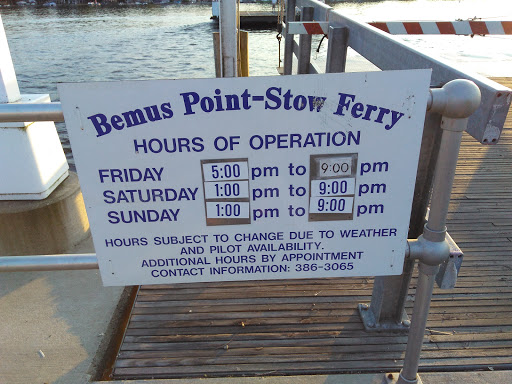 Bemus Point-Stow Ferry
HOURS OF OPERATION
FRIDAY 5:00 pm to 9:00 pm
SATURDAY 1:00 pm to 9:00 pm
SUNDAY 1:00 pm to 9:00 pm
HOURS SUBJECT TO CHANGE DUE TO WEATHER
AND PILOT AVAILABILITY.
ADDITIONAL HOURS BY APPOINTMENT
CONTACT INFORMATION: 386-3065